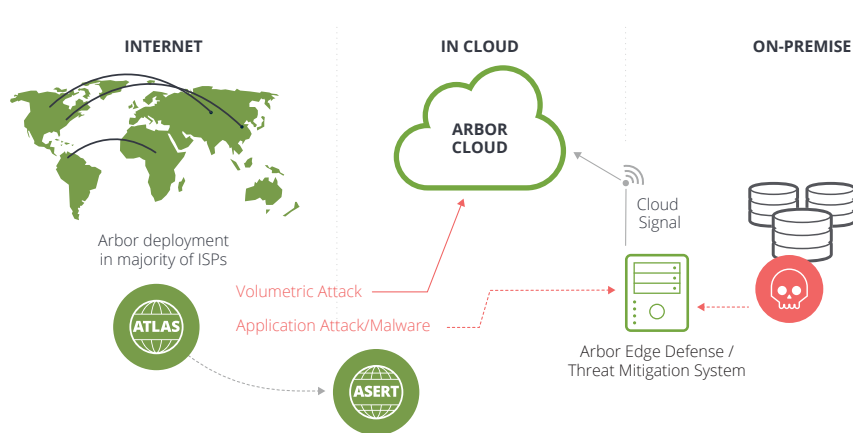 INTERNET
IN CLOUD
ON-PREMISE
ARBOR
CLOUD
Cloud
Signal
Arbor deployment
in majority of ISPs
Volumetric Attack
ATLAS
Application Attack/Malware
Arbor Edge Defense /
Threat Mitigation System
ASERT